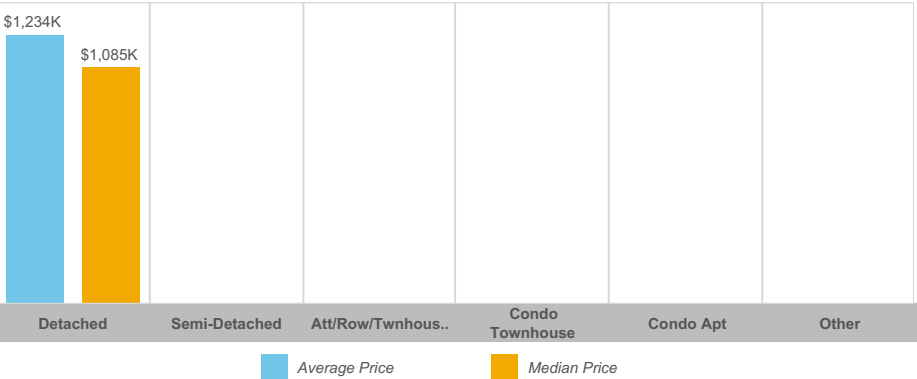 $1,234K
$1,085K
Detached
Semi-Detached
Att/Row/Twnhous..
Condo
Townhouse
Condo Apt
Other
Average Price
Median Price